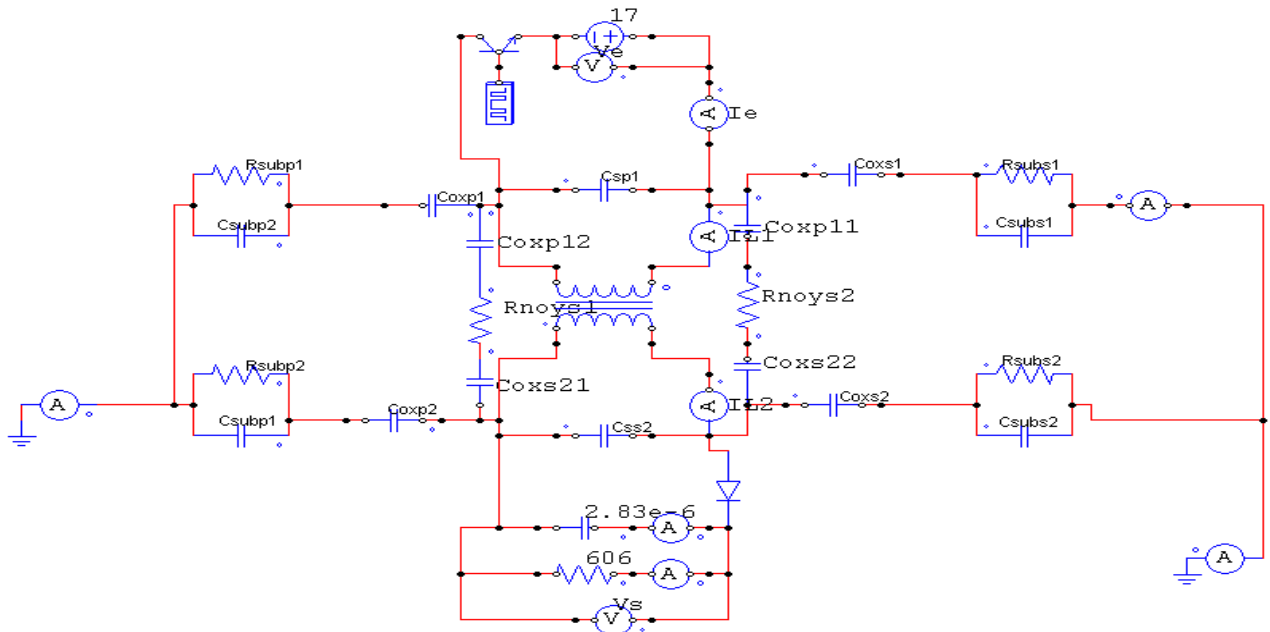 17
Ve
V
A Ie
Rsubp1
Csp1
Coxs1
Rsubs1
Coxp1
A
Csubp2
Coxp12
A IL1
Coxp11
Csubs1
Rnoys1
Rnoys2
Rsubp2
Coxs21
Coxs22
Rsubs2
A
Coxp2
A IL2
Coxs2
Csubp1
Css2
Csubs2
2.83e-6
A
606
A
A
Vs
V